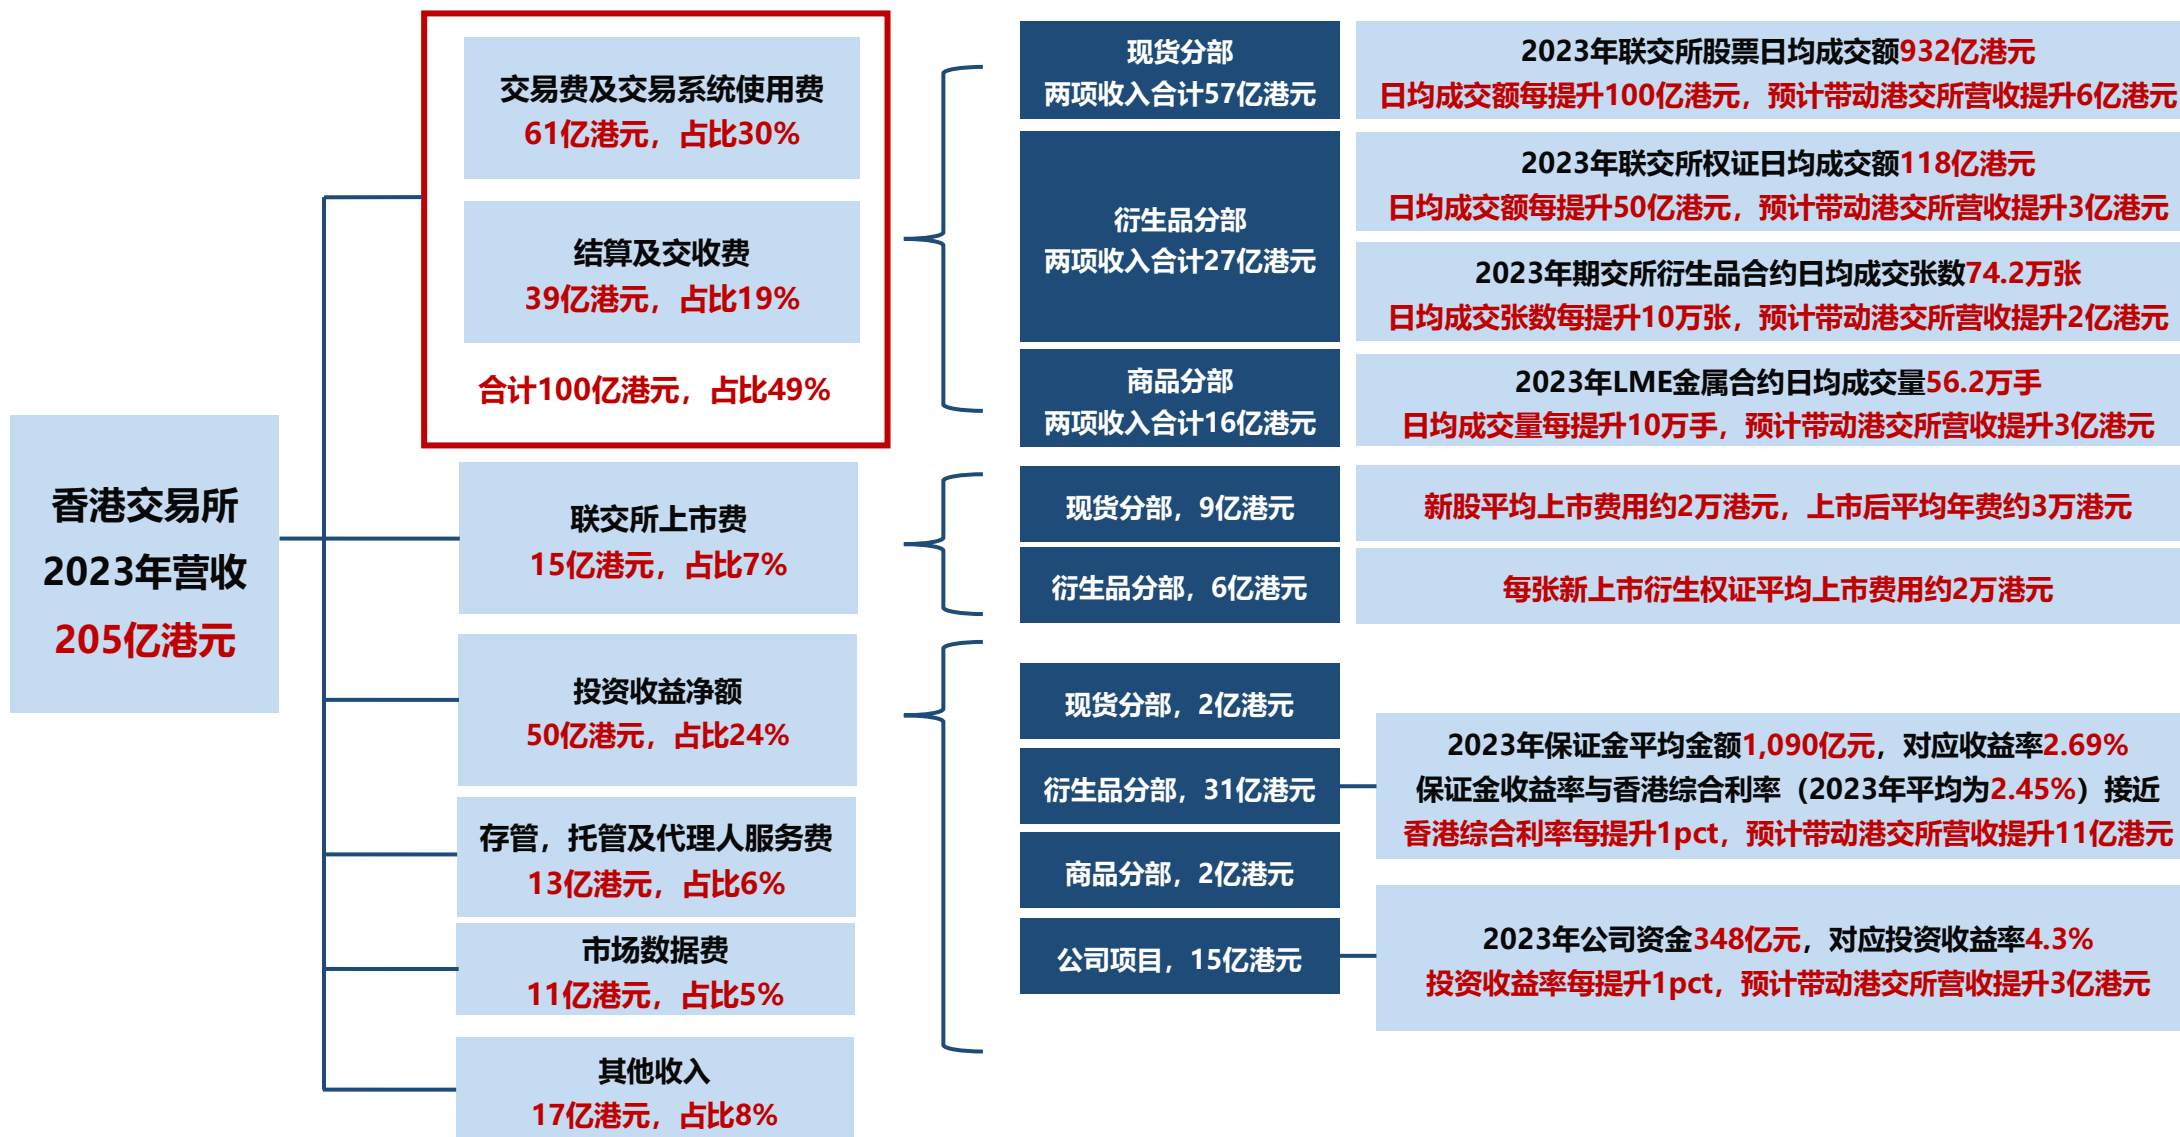 香港交易所
2023年营收
205亿港元
交易费及交易系统使用费
61亿港元，占比30%
结算及交收费
39亿港元，占比19%
合计100亿港元，占比49%
联交所上市费
15亿港元，占比7%
投资收益净额
50亿港元，占比24%
存管，托管及代理人服务费
13亿港元，占比6%
市场数据费
11亿港元，占比5%
其他收入
17亿港元，占比8%
现货分部
两项收入合计57亿港元
衍生品分部
两项收入合计27亿港元
商品分部
两项收入合计16亿港元
现货分部，9亿港元
衍生品分部，6亿港元
现货分部，2亿港元
衍生品分部，31亿港元
商品分部，2亿港元
公司项目，15亿港元
2023年联交所股票日均成交额932亿港元
日均成交额每提升100亿港元，预计带动港交所营收提升6亿港元
2023年联交所权证日均成交额118亿港元
日均成交额每提升50亿港元，预计带动港交所营收提升3亿港元
2023年期交所衍生品合约日均成交张数74.2万张
日均成交张数每提升10万张，预计带动港交所营收提升2亿港元
2023年LME金属合约日均成交量56.2万手
日均成交量每提升10万手，预计带动港交所营收提升3亿港元
新股平均上市费用约2万港元，上市后平均年费约3万港元
每张新上市衍生权证平均上市费用约2万港元
2023年保证金平均金额1,090亿元，对应收益率2.69%
保证金收益率与香港综合利率（2023年平均为2.45%）接近
香港综合利率每提升1pct，预计带动港交所营收提升11亿港元
2023年公司资金348亿元，对应投资收益率4.3%
投资收益率每提升1pct，预计带动港交所营收提升3亿港元